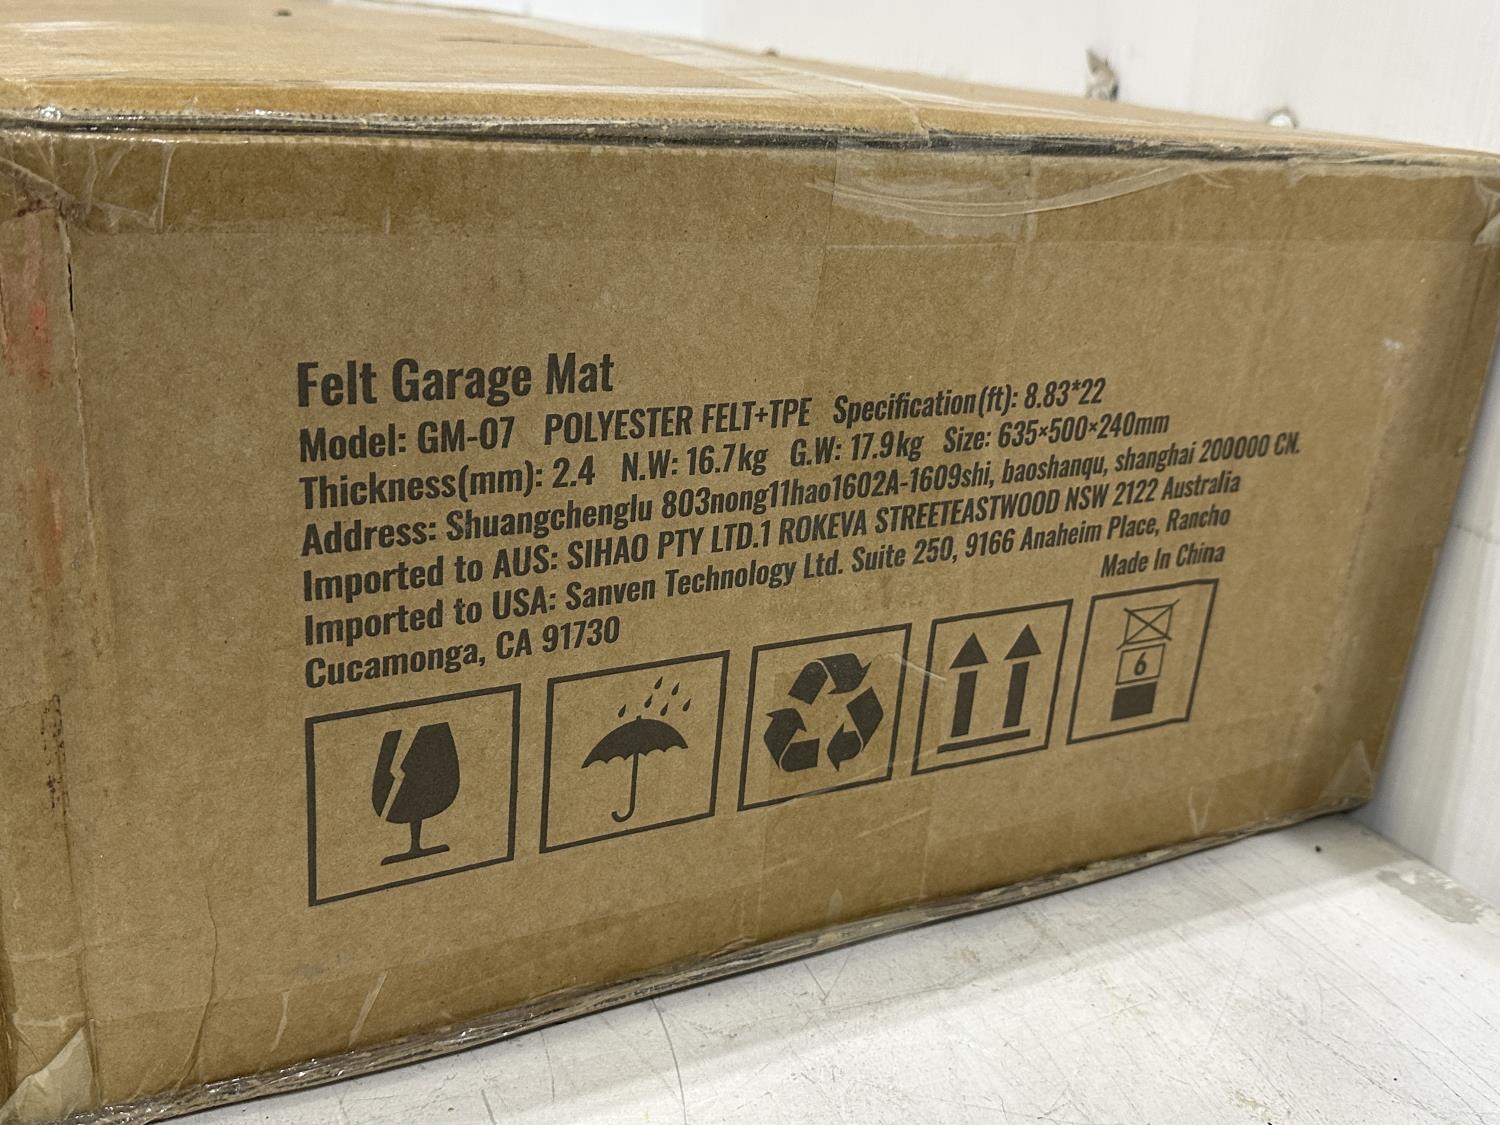 Felt Garage Mat
Model: GM-07 POLYESTER FELT+TPE Specification(ft): 8.83*22
Thickness(mm): 2.4 N.W: 16.7kg G.W: 17.9kg Size: 635×500×240mm
Address: Shuangchenglu 803nong11hao1602A-1609shi, baoshanqu, shanghai 200000 CN.
Imported to AUS: SIHAO PTY LTD.1 ROKEVA STREETEASTWOOD NSW 2122 Australia
Imported to USA: Sanven Technology Ltd. Suite 250, 9166 Anaheim Place, Rancho
Cucamonga, CA 91730
Made In China
6